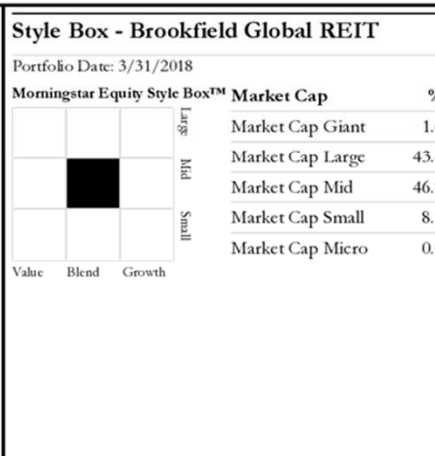 Style Box - Brookfield Global REIT
Portfolio Date: 3/31/2018
Morningstar Equity Style Box™ Market Cap %
Large
Mid
Small
Value Blend Growth
Market Cap Giant 1.
Market Cap Large 43.
Market Cap Mid 46.
Market Cap Small 8.
Market Cap Micro 0.